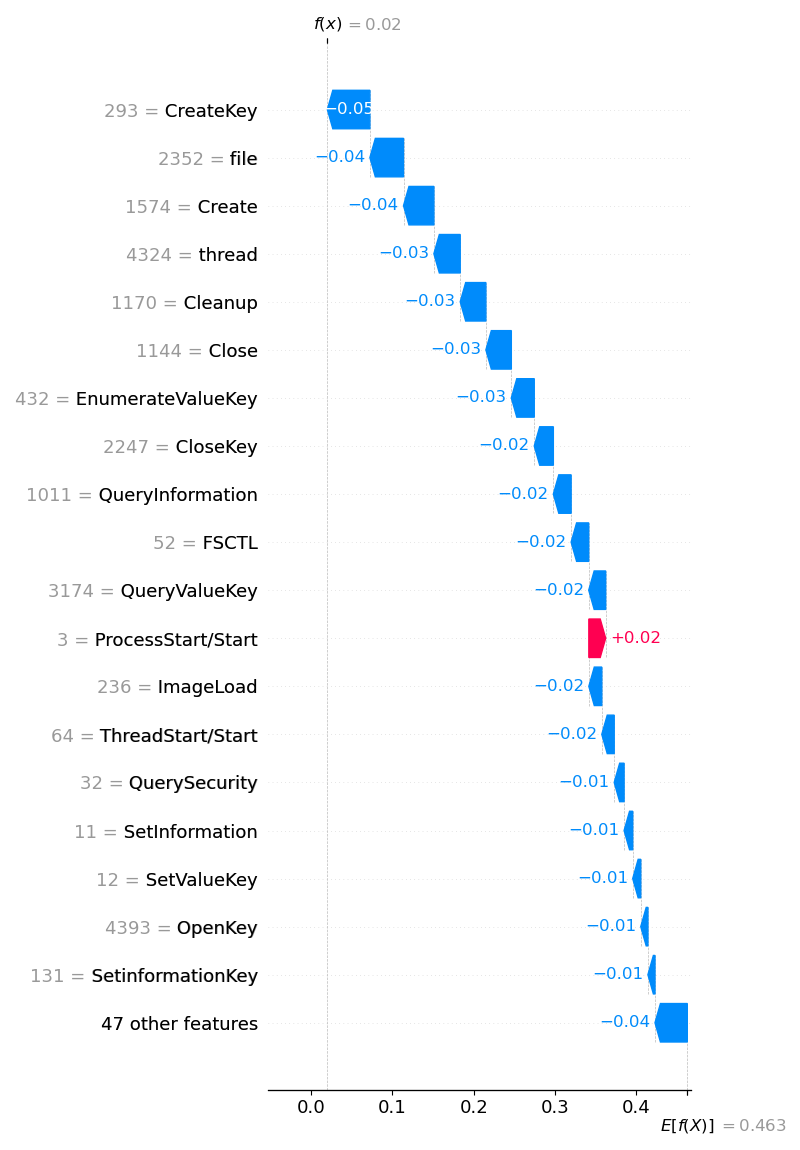 f(x) = 0.02
293 = CreateKey −0.05
2352 = file −0.04
1574 = Create −0.04
4324 = thread −0.03
1170 = Cleanup −0.03
1144 = Close −0.03
432 = EnumerateValueKey −0.03
2247 = CloseKey −0.02
1011 = QueryInformation −0.02
52 = FSCTL −0.02
3174 = QueryValueKey −0.02
3 = ProcessStart/Start +0.02
236 = ImageLoad −0.02
64 = ThreadStart/Start −0.02
32 = QuerySecurity −0.01
11 = SetInformation −0.01
12 = SetValueKey −0.01
4393 = OpenKey −0.01
131 = SetinformationKey −0.01
47 other features −0.04
0.0 0.1 0.2 0.3 0.4
E[f(X)] = 0.463